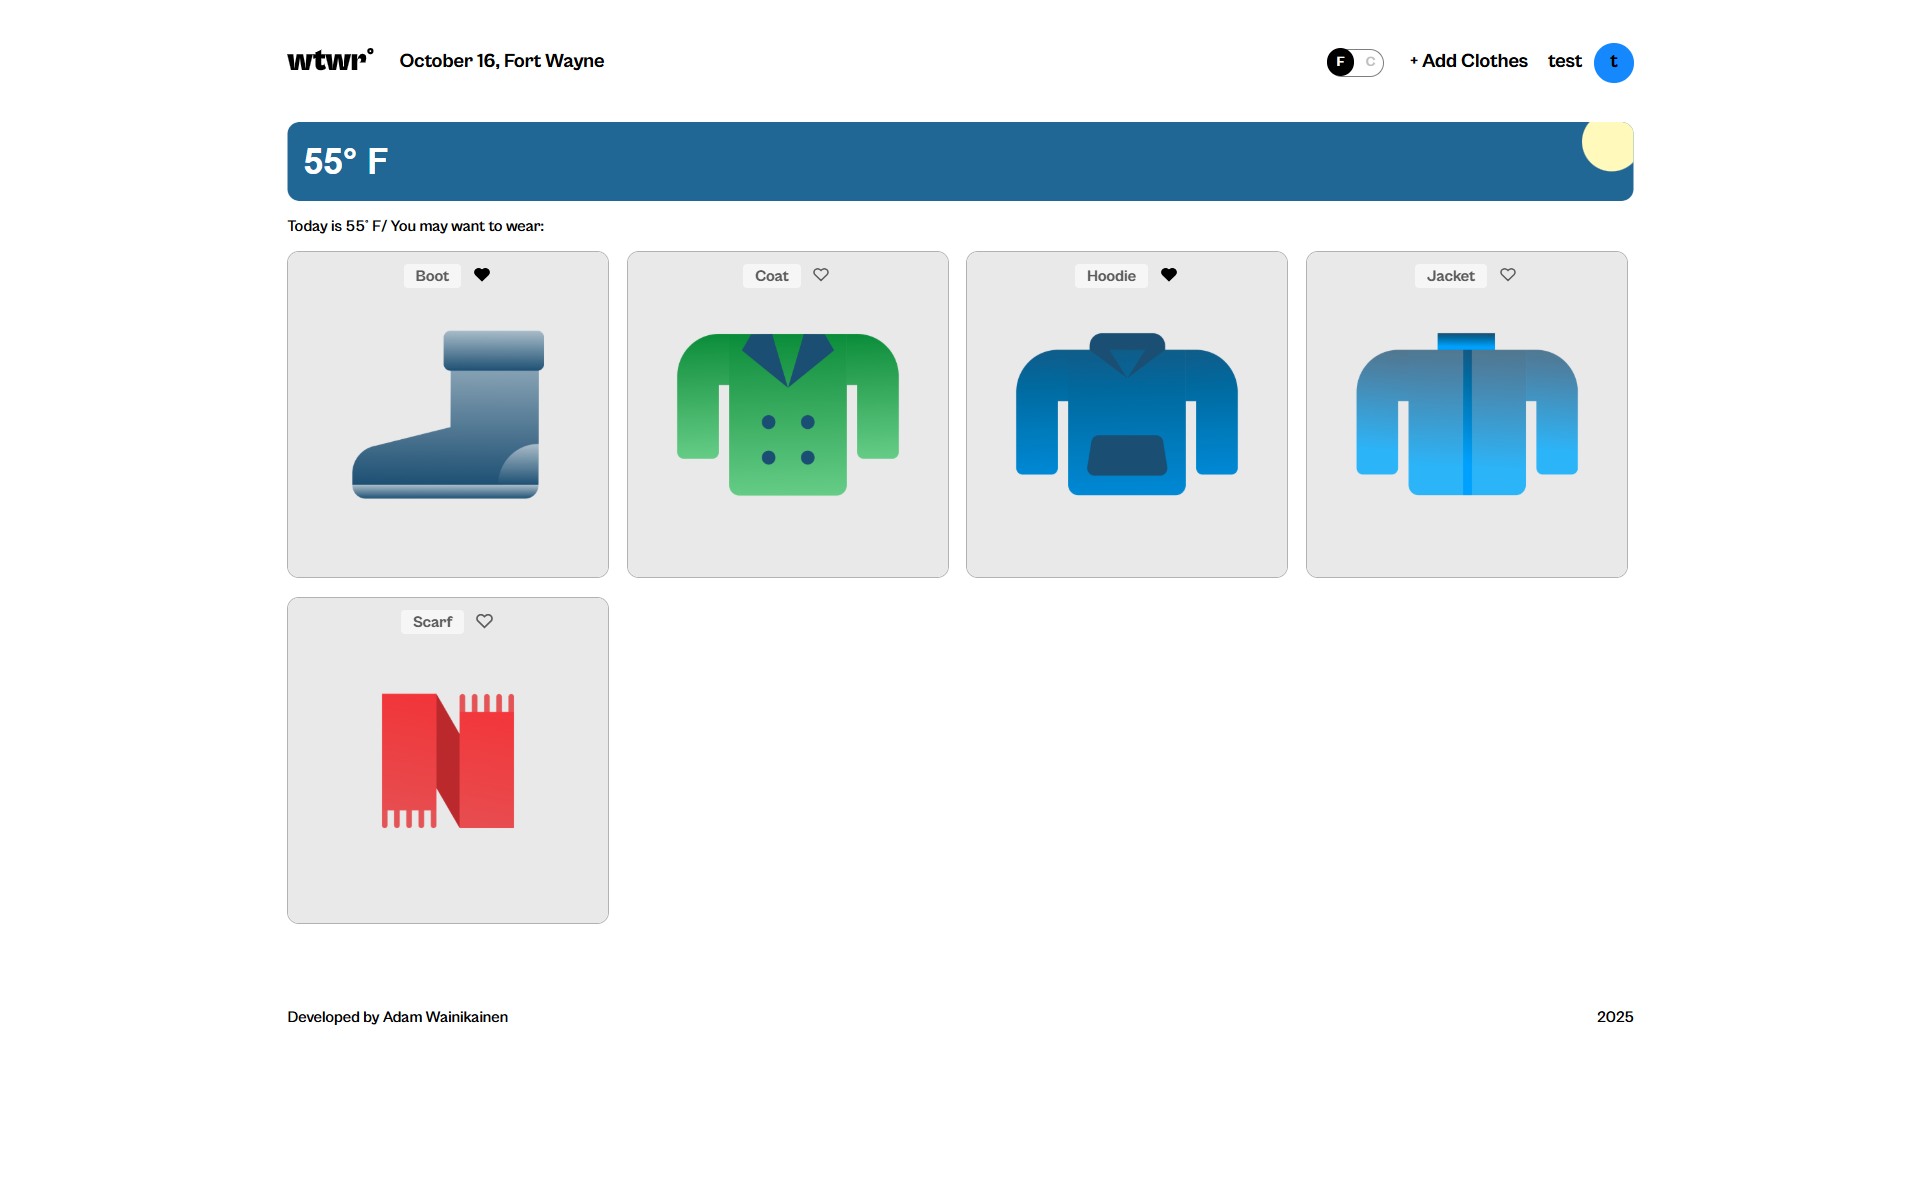 wtwr°
October 16, Fort Wayne
F C
+ Add Clothes
test
t
55° F
Today is 55° F/ You may want to wear:
Boot
Coat
Hoodie
Jacket
Scarf
Developed by Adam Wainikainen
2025